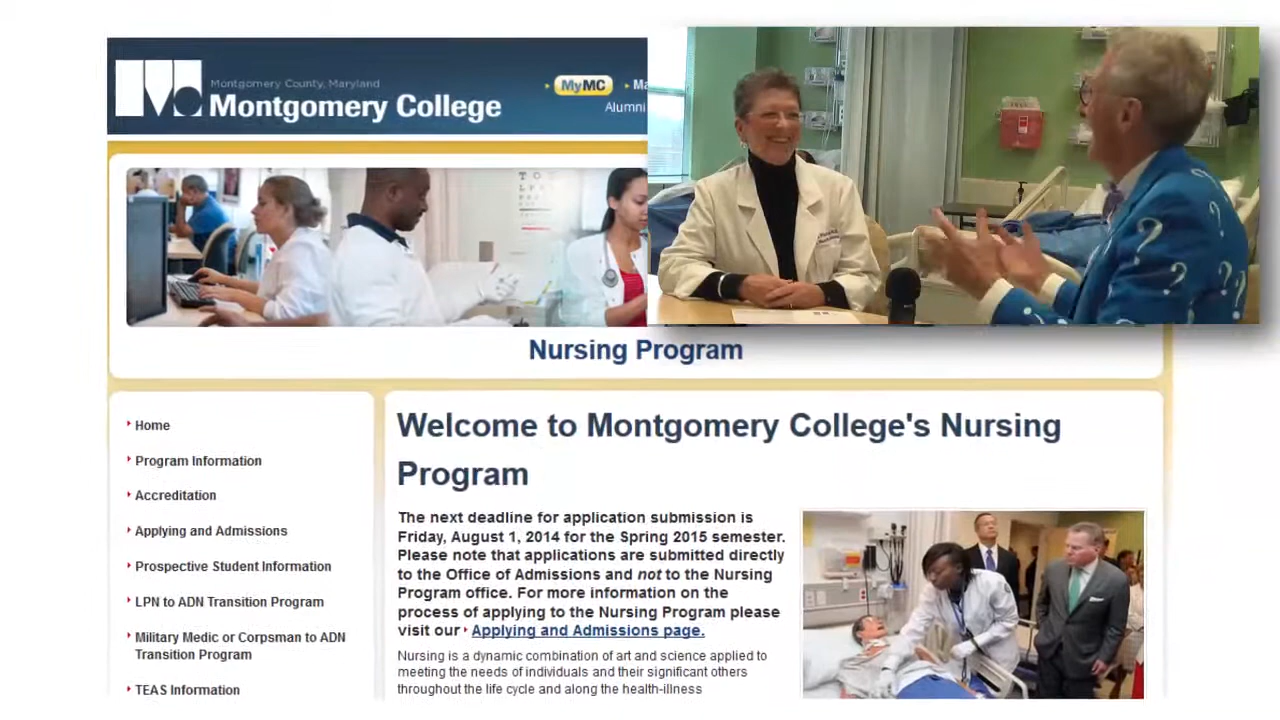 Montgomery County, Maryland
Montgomery College
MyMC
Ma
Alumni
Nursing Program
Home
Program Information
Accreditation
Applying and Admissions
Prospective Student Information
LPN to ADN Transition Program
Military Medic or Corpsman to ADN
Transition Program
TEAS Information
Welcome to Montgomery College's Nursing
Program
The next deadline for application submission is
Friday, August 1, 2014 for the Spring 2015 semester.
Please note that applications are submitted directly
to the Office of Admissions and not to the Nursing
Program office. For more information on the
process of applying to the Nursing Program please
visit our Applying and Admissions page.
Nursing is a dynamic combination of art and science applied to
meeting the needs of individuals and their significant others
throughout the life cycle and along the health-illness